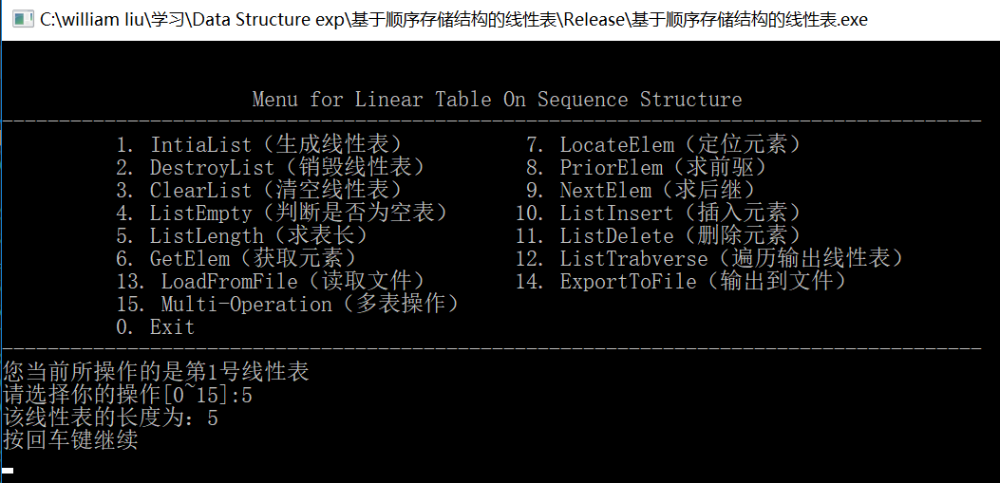 C:\william liu\学习\Data Structure exp\基于顺序存储结构的线性表\Release\基于顺序存储结构的线性表.exe
Menu for Linear Table On Sequence Structure
-------------------------------------------------------------------------------------
1. IntiaList（生成线性表） 7. LocateElem（定位元素）
2. DestroyList（销毁线性表） 8. PriorElem（求前驱）
3. ClearList（清空线性表） 9. NextElem（求后继）
4. ListEmpty（判断是否为空表） 10. ListInsert（插入元素）
5. ListLength（求表长） 11. ListDelete（删除元素）
6. GetElem（获取元素） 12. ListTrabverse（遍历输出线性表）
13. LoadFromFile（读取文件） 14. ExportToFile（输出到文件）
15. Multi-Operation（多表操作）
0. Exit
-------------------------------------------------------------------------------------
您当前所操作的是第1号线性表
请选择你的操作[0~15]:5
该线性表的长度为：5
按回车键继续